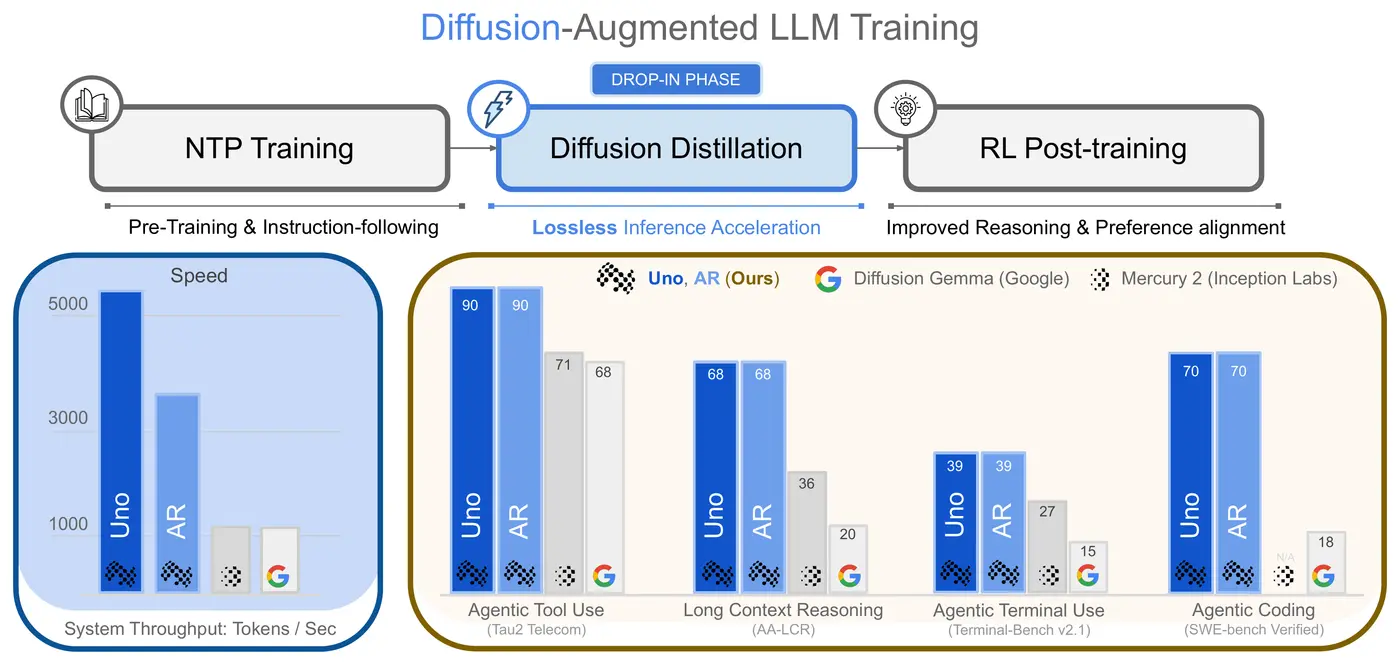 Diffusion-Augmented LLM Training
DROP-IN PHASE
NTP Training
Diffusion Distillation
RL Post-training
Pre-Training & Instruction-following
Lossless Inference Acceleration
Improved Reasoning & Preference alignment
Speed
5000
3000
1000
Uno
AR
System Throughput: Tokens / Sec
Uno, AR (Ours)
Diffusion Gemma (Google)
Mercury 2 (Inception Labs)
90
90
71
68
Uno
AR
Agentic Tool Use
(Tau2 Telecom)
68
68
36
20
Uno
AR
Long Context Reasoning
(AA-LCR)
39
39
27
15
Uno
AR
Agentic Terminal Use
(Terminal-Bench v2.1)
70
70
N/A
18
Uno
AR
Agentic Coding
(SWE-bench Verified)